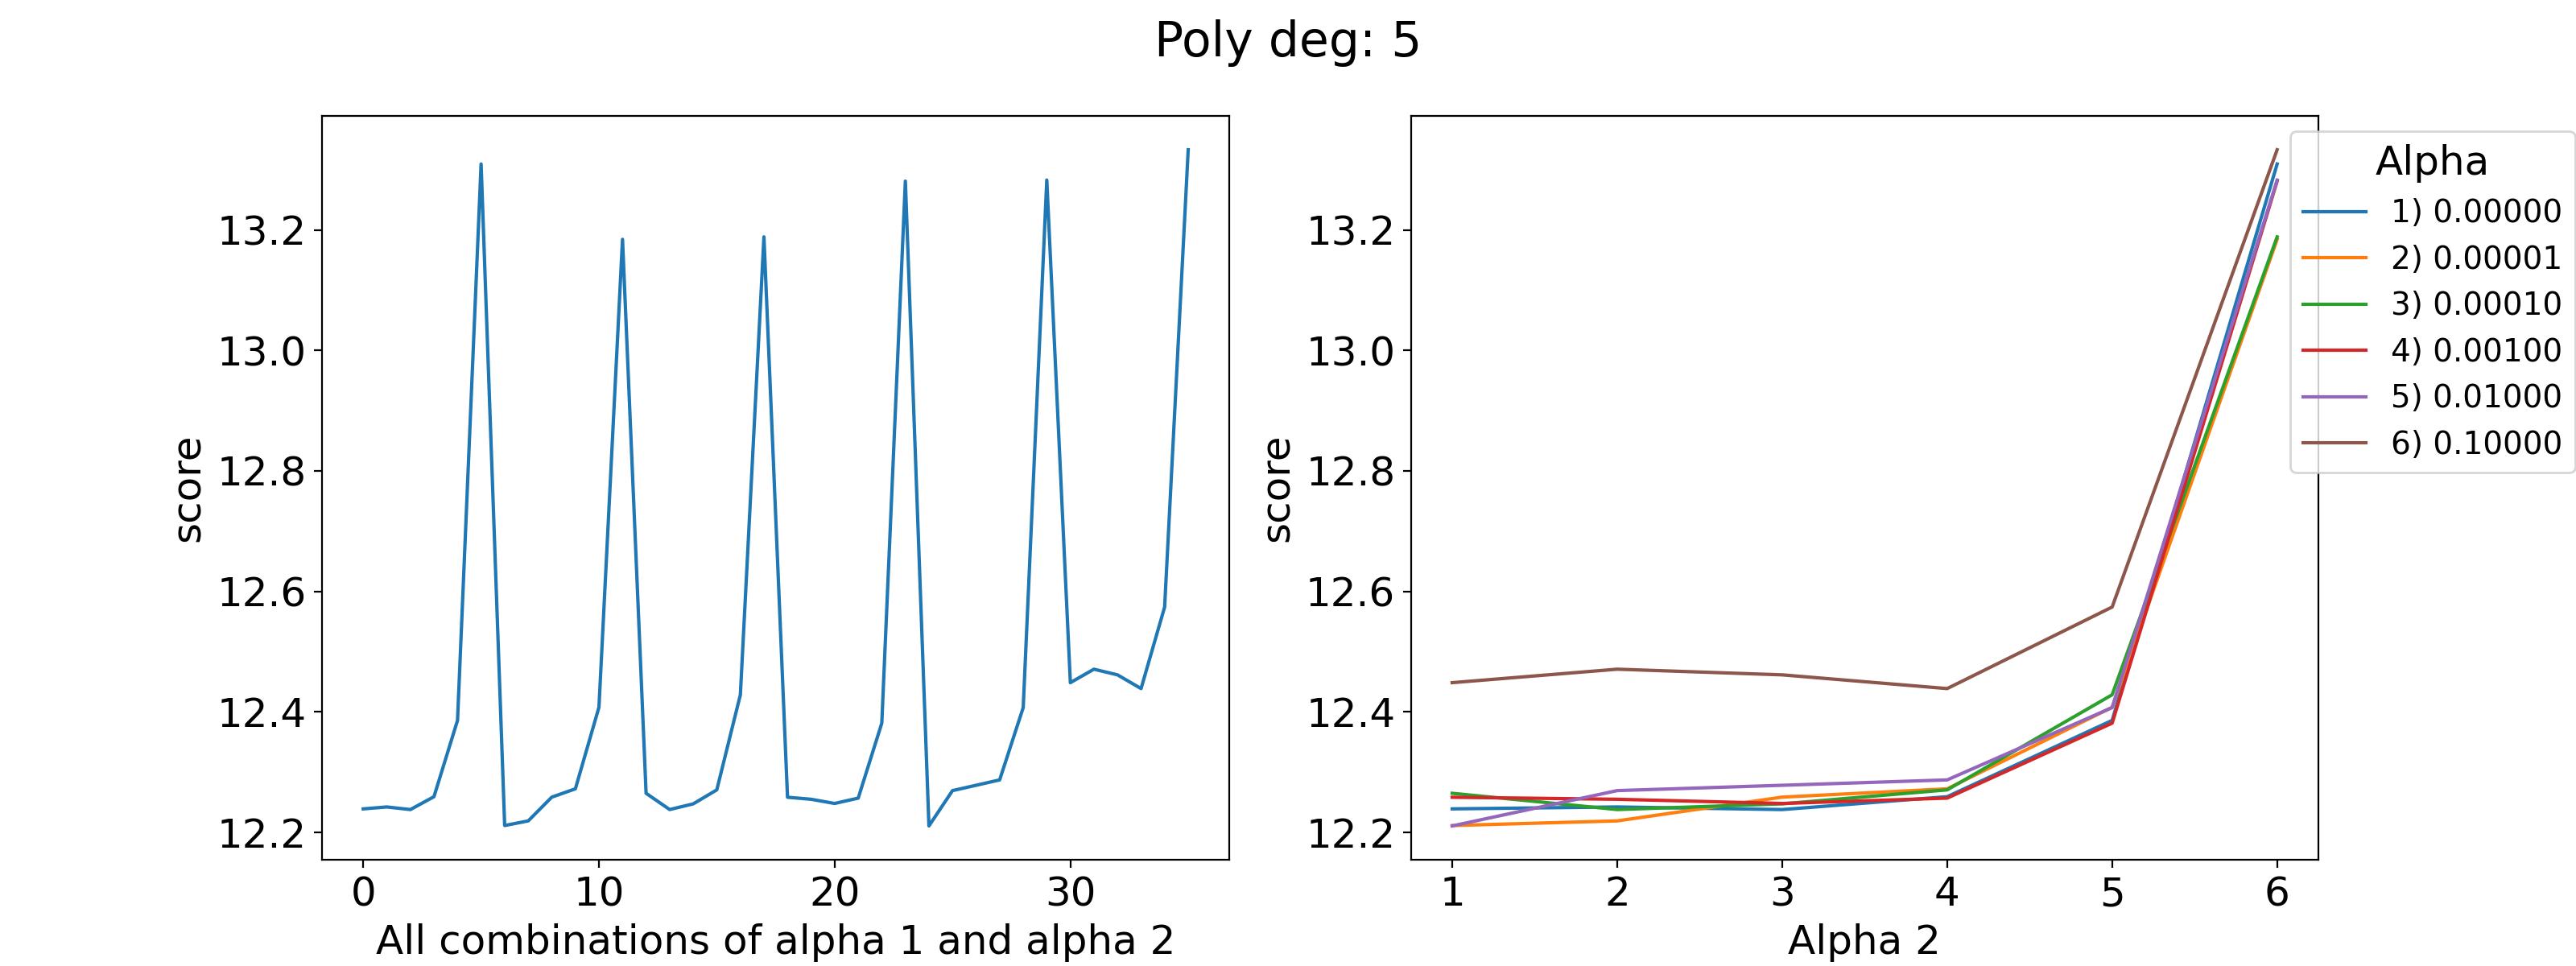 Poly deg: 5
score
13.2
13.0
12.8
12.6
12.4
12.2
0 10 20 30
All combinations of alpha 1 and alpha 2
score
13.2
13.0
12.8
12.6
12.4
12.2
1 2 3 4 5 6
Alpha 2
Alpha
1) 0.00000
2) 0.00001
3) 0.00010
4) 0.00100
5) 0.01000
6) 0.10000